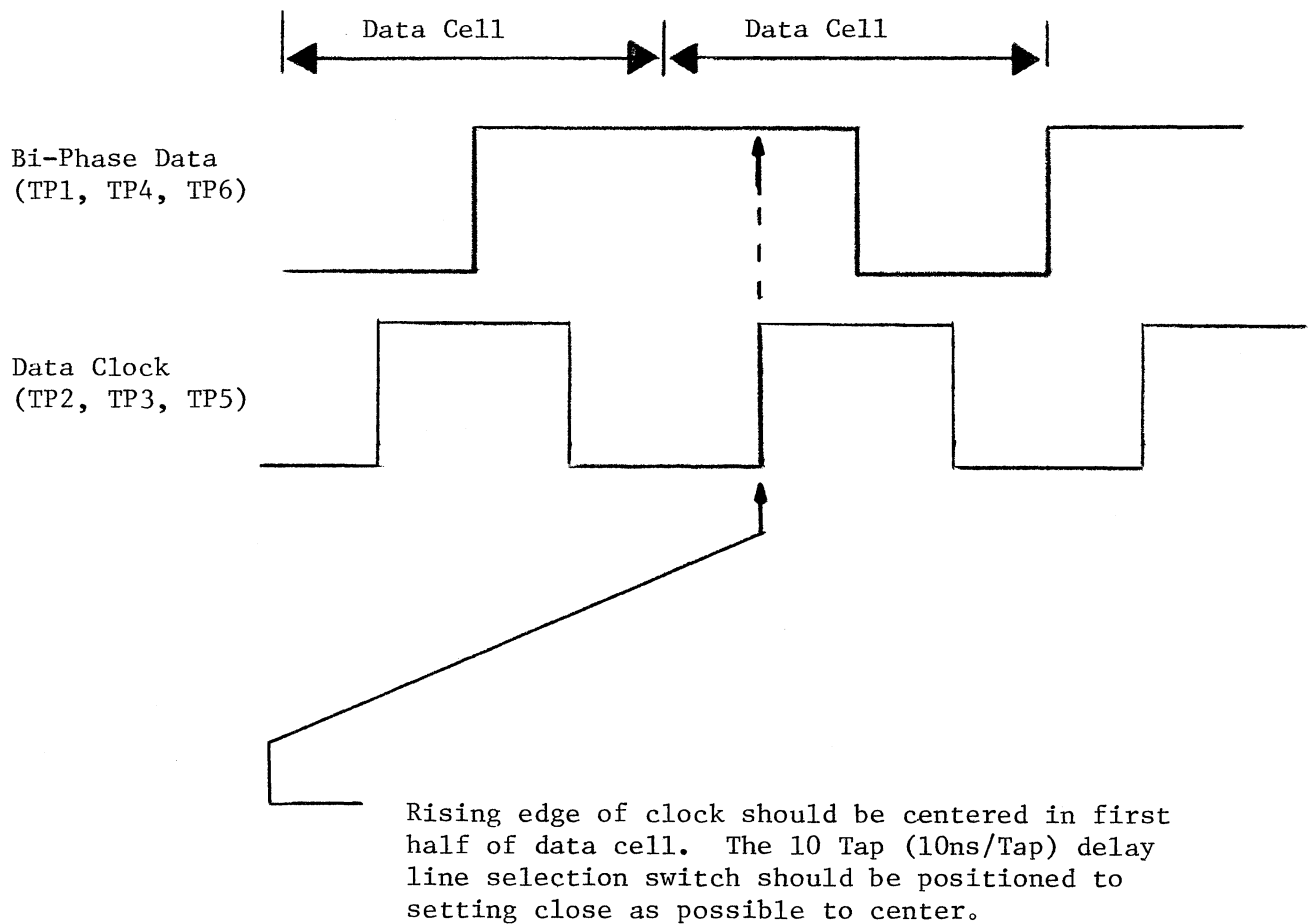 Data Cell
Data Cell
Bi-Phase Data
(TP1, TP4, TP6)
Data Clock
(TP2, TP3, TP5)
Rising edge of clock should be centered in first
half of data cell.  The 10 Tap (10ns/Tap) delay
line selection switch should be positioned to
setting close as possible to center.